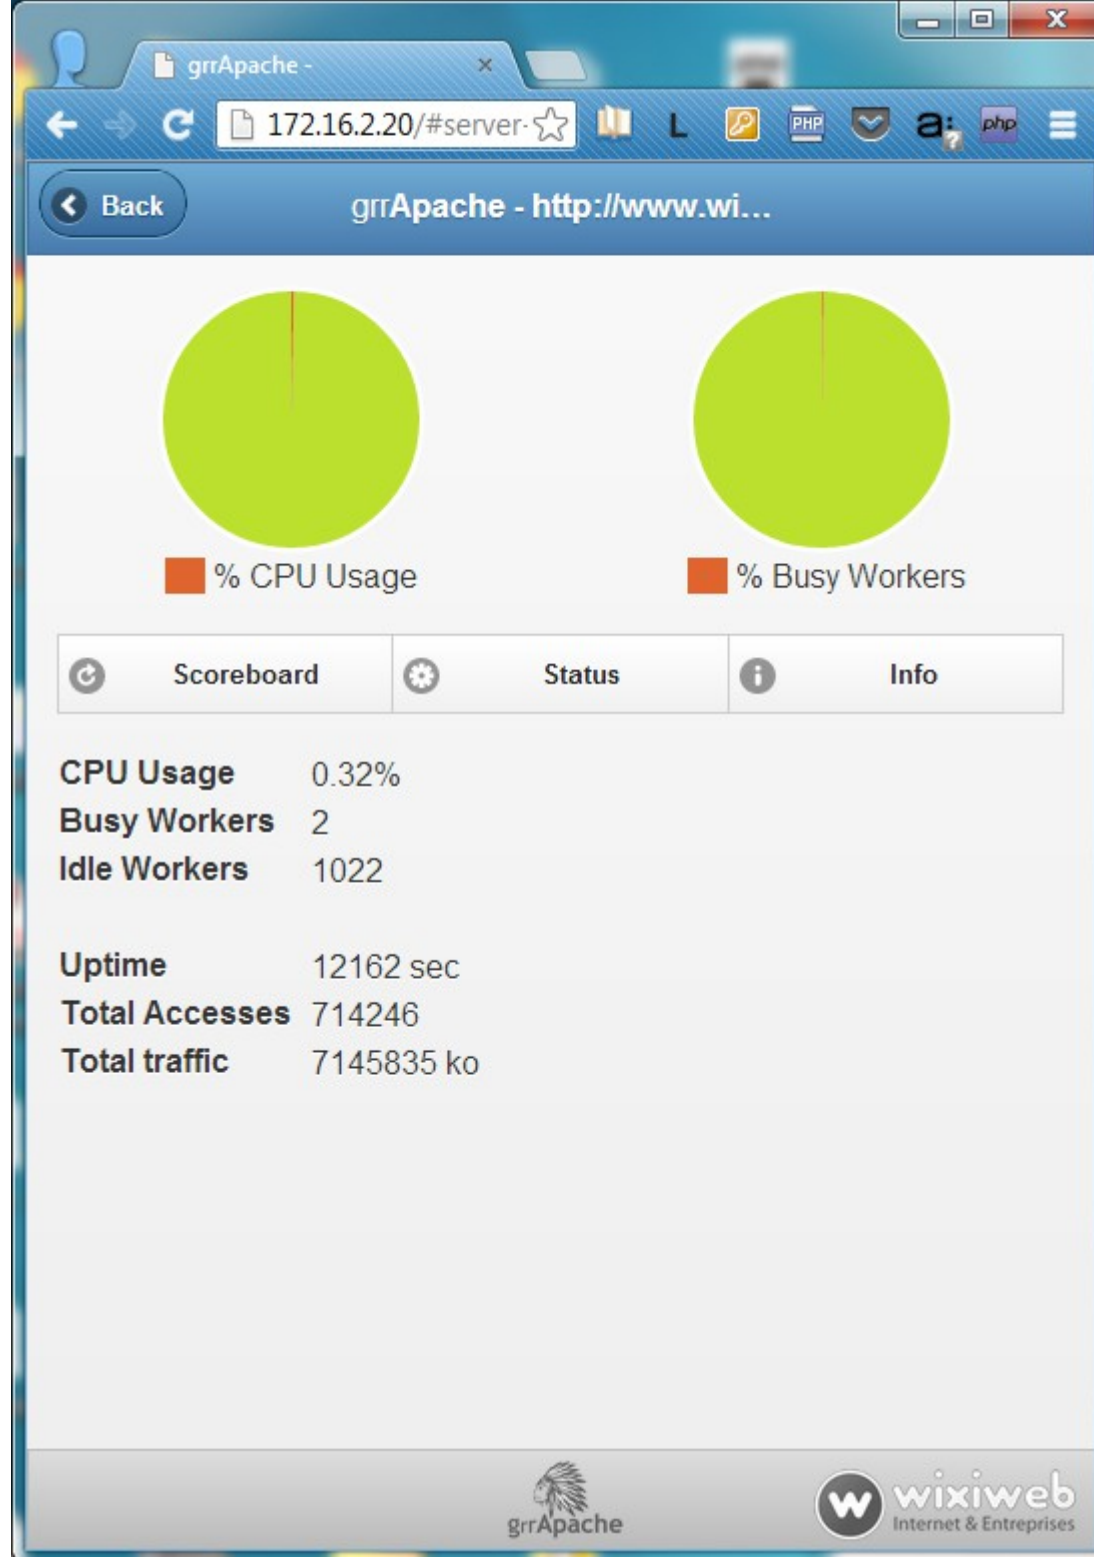 grrApache -
172.16.2.20/#server-
L PHP a: ? php
Back
grrApache - http://www.wi...
% CPU Usage
% Busy Workers
Scoreboard
Status
Info
CPU Usage 0.32%
Busy Workers 2
Idle Workers 1022
Uptime 12162 sec
Total Accesses 714246
Total traffic 7145835 ko
grrApache
w wixiweb
Internet & Entreprises